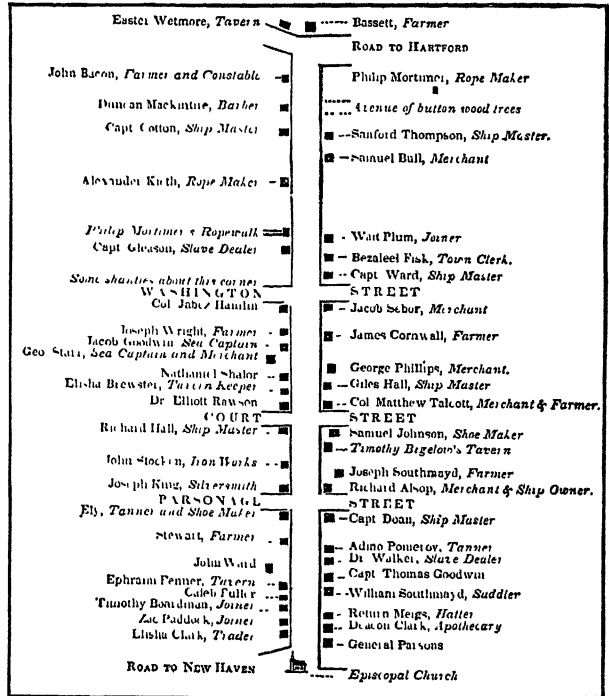 Easter Wetmore, Tavern
Bassett, Farmer
ROAD TO HARTFORD
John Bacon, Farmer and Constable
Philip Mortimer, Rope Maker
Duncan Mackintire, Barber
Avenue of button wood trees
Capt Cotton, Ship Master
Sanford Thompson, Ship Master.
Samuel Bull, Merchant
Alexander Keith, Rope Maker
Philip Mortimer's Ropewalk
Wait Plum, Joiner
Capt Gleason, Slave Dealer
Bezaleel Fisk, Town Clerk.
Some shanties about this corner
Capt Ward, Ship Master
WASHINGTON STREET
Col Jabez Hamlin
Jacob Sebor, Merchant
Joseph Wright, Farmer
James Cornwall, Farmer
Jacob Goodwin Sea Captain
Geo Starr, Sea Captain and Merchant
George Phillips, Merchant.
Nathaniel Shalor
Elisha Brewster, Tavern Keeper
Giles Hall, Ship Master
Dr Elliott Rawson
Col Matthew Talcott, Merchant & Farmer.
COURT STREET
Richard Hall, Ship Master
Samuel Johnson, Shoe Maker
Timothy Bigelow's Tavern
John Stocken, Iron Works
Joseph Southmayd, Farmer
Joseph King, Silversmith
Richard Alsop, Merchant & Ship Owner.
PARSONAGE STREET
Ely, Tanner and Shoe Maker
Capt Doan, Ship Master
Stewart, Farmer
Adino Pomeroy, Tanner
Dr Walker, Slave Dealer
John Ward
Capt Thomas Goodwin
Ephraim Fenner, Tavern
Caleb Fuller
William Southmayd, Saddler
Timothy Boardman, Joiner
Return Meigs, Hatter
Zac Paddock, Joiner
Deacon Clark, Apothecary
Elisha Clark, Trader
General Parsons
ROAD TO NEW HAVEN
Episcopal Church